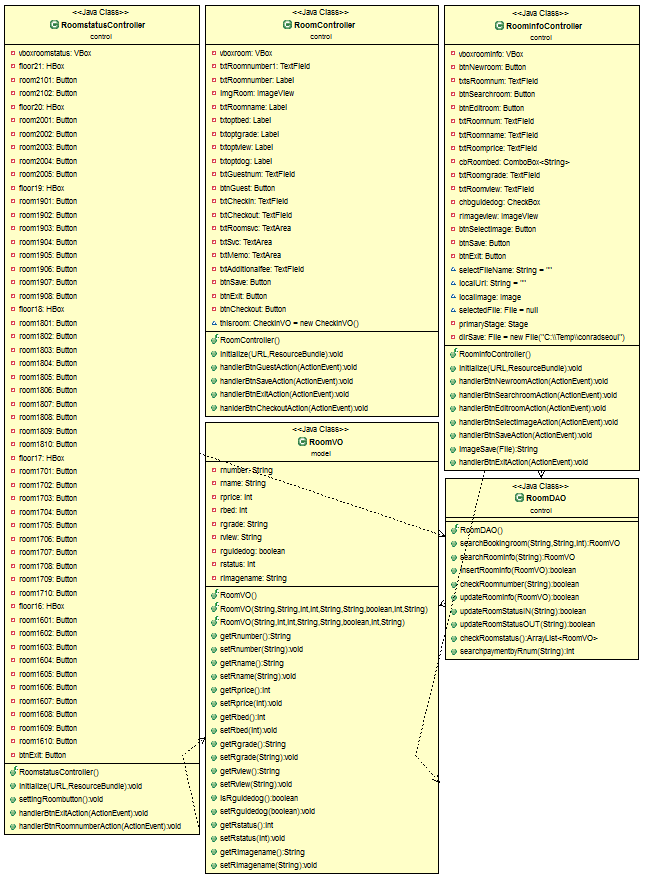 <<Java Class>>
RoomstatusController
control
vboxroomstatus: VBox
floor21: HBox
room2101: Button
room2102: Button
floor20: HBox
room2001: Button
room2002: Button
room2003: Button
room2004: Button
room2005: Button
floor19: HBox
room1901: Button
room1902: Button
room1903: Button
room1904: Button
room1905: Button
room1906: Button
room1907: Button
room1908: Button
floor18: HBox
room1801: Button
room1802: Button
room1803: Button
room1804: Button
room1805: Button
room1806: Button
room1807: Button
room1808: Button
room1809: Button
room1810: Button
floor17: HBox
room1701: Button
room1702: Button
room1703: Button
room1704: Button
room1705: Button
room1706: Button
room1707: Button
room1708: Button
room1709: Button
room1710: Button
floor16: HBox
room1601: Button
room1602: Button
room1603: Button
room1604: Button
room1605: Button
room1606: Button
room1607: Button
room1608: Button
room1609: Button
room1610: Button
btnExit: Button
RoomstatusController()
initialize(URL,ResourceBundle):void
settingRoombutton():void
handlerBtnExitAction(ActionEvent):void
handlerBtnRoomnumberAction(ActionEvent):void
<<Java Class>>
RoomController
control
vboxroom: VBox
txtRoomnumber1: TextField
txtRoomnumber: Label
imgRoom: ImageView
txtRoomname: Label
txtoptbed: Label
txtoptgrade: Label
txtoptview: Label
txtoptdog: Label
txtGuestnum: TextField
btnGuest: Button
txtCheckin: TextField
txtCheckout: TextField
txtRoomsvc: TextArea
txtSvc: TextArea
txtMemo: TextArea
txtAdditionalfee: TextField
btnSave: Button
btnExit: Button
btnCheckout: Button
thisroom: CheckinVO = new CheckinVO()
RoomController()
initialize(URL,ResourceBundle):void
handlerBtnGuestAction(ActionEvent):void
handlerBtnSaveAction(ActionEvent):void
handlerBtnExitAction(ActionEvent):void
handlerBtnCheckoutAction(ActionEvent):void
<<Java Class>>
RoomVO
model
rnumber: String
rname: String
rprice: int
rbed: int
rgrade: String
rview: String
rguidedog: boolean
rstatus: int
rimagename: String
RoomVO()
RoomVO(String,String,int,int,String,String,boolean,int,String)
RoomVO(String,int,int,String,String,boolean,int,String)
getRnumber():String
setRnumber(String):void
getRname():String
setRname(String):void
getRprice():int
setRprice(int):void
getRbed():int
setRbed(int):void
getRgrade():String
setRgrade(String):void
getRview():String
setRview(String):void
isRguidedog():boolean
setRguidedog(boolean):void
getRstatus():int
setRstatus(int):void
getRimagename():String
setRimagename(String):void
<<Java Class>>
RoominfoController
control
vboxroominfo: VBox
btnNewroom: Button
txtsRoomnum: TextField
btnSearchroom: Button
btnEditroom: Button
txtRoomnum: TextField
txtRoomname: TextField
txtRoomprice: TextField
cbRoombed: ComboBox<String>
txtRoomgrade: TextField
txtRoomview: TextField
chbguidedog: CheckBox
rimageview: ImageView
btnSelectImage: Button
btnSave: Button
btnExit: Button
selectFileName: String = ""
localUrl: String = ""
localImage: Image
selectedFile: File = null
primaryStage: Stage
dirSave: File = new File("C:\\Temp\\conradseoul")
RoominfoController()
initialize(URL,ResourceBundle):void
handlerBtnNewroomAction(ActionEvent):void
handlerBtnSearchroomAction(ActionEvent):void
handlerBtnEditroomAction(ActionEvent):void
handlerBtnSelectImageAction(ActionEvent):void
handlerBtnSaveAction(ActionEvent):void
imageSave(File):String
handlerBtnExitAction(ActionEvent):void
<<Java Class>>
RoomDAO
control
RoomDAO()
searchBookingroom(String,String,int):RoomVO
searchRoominfo(String):RoomVO
insertRoominfo(RoomVO):boolean
checkRoomnumber(String):boolean
updateRoominfo(RoomVO):boolean
updateRoomStatusIN(String):boolean
updateRoomStatusOUT(String):boolean
checkRoomstatus():ArrayList<RoomVO>
searchpaymentbyRnum(String):int